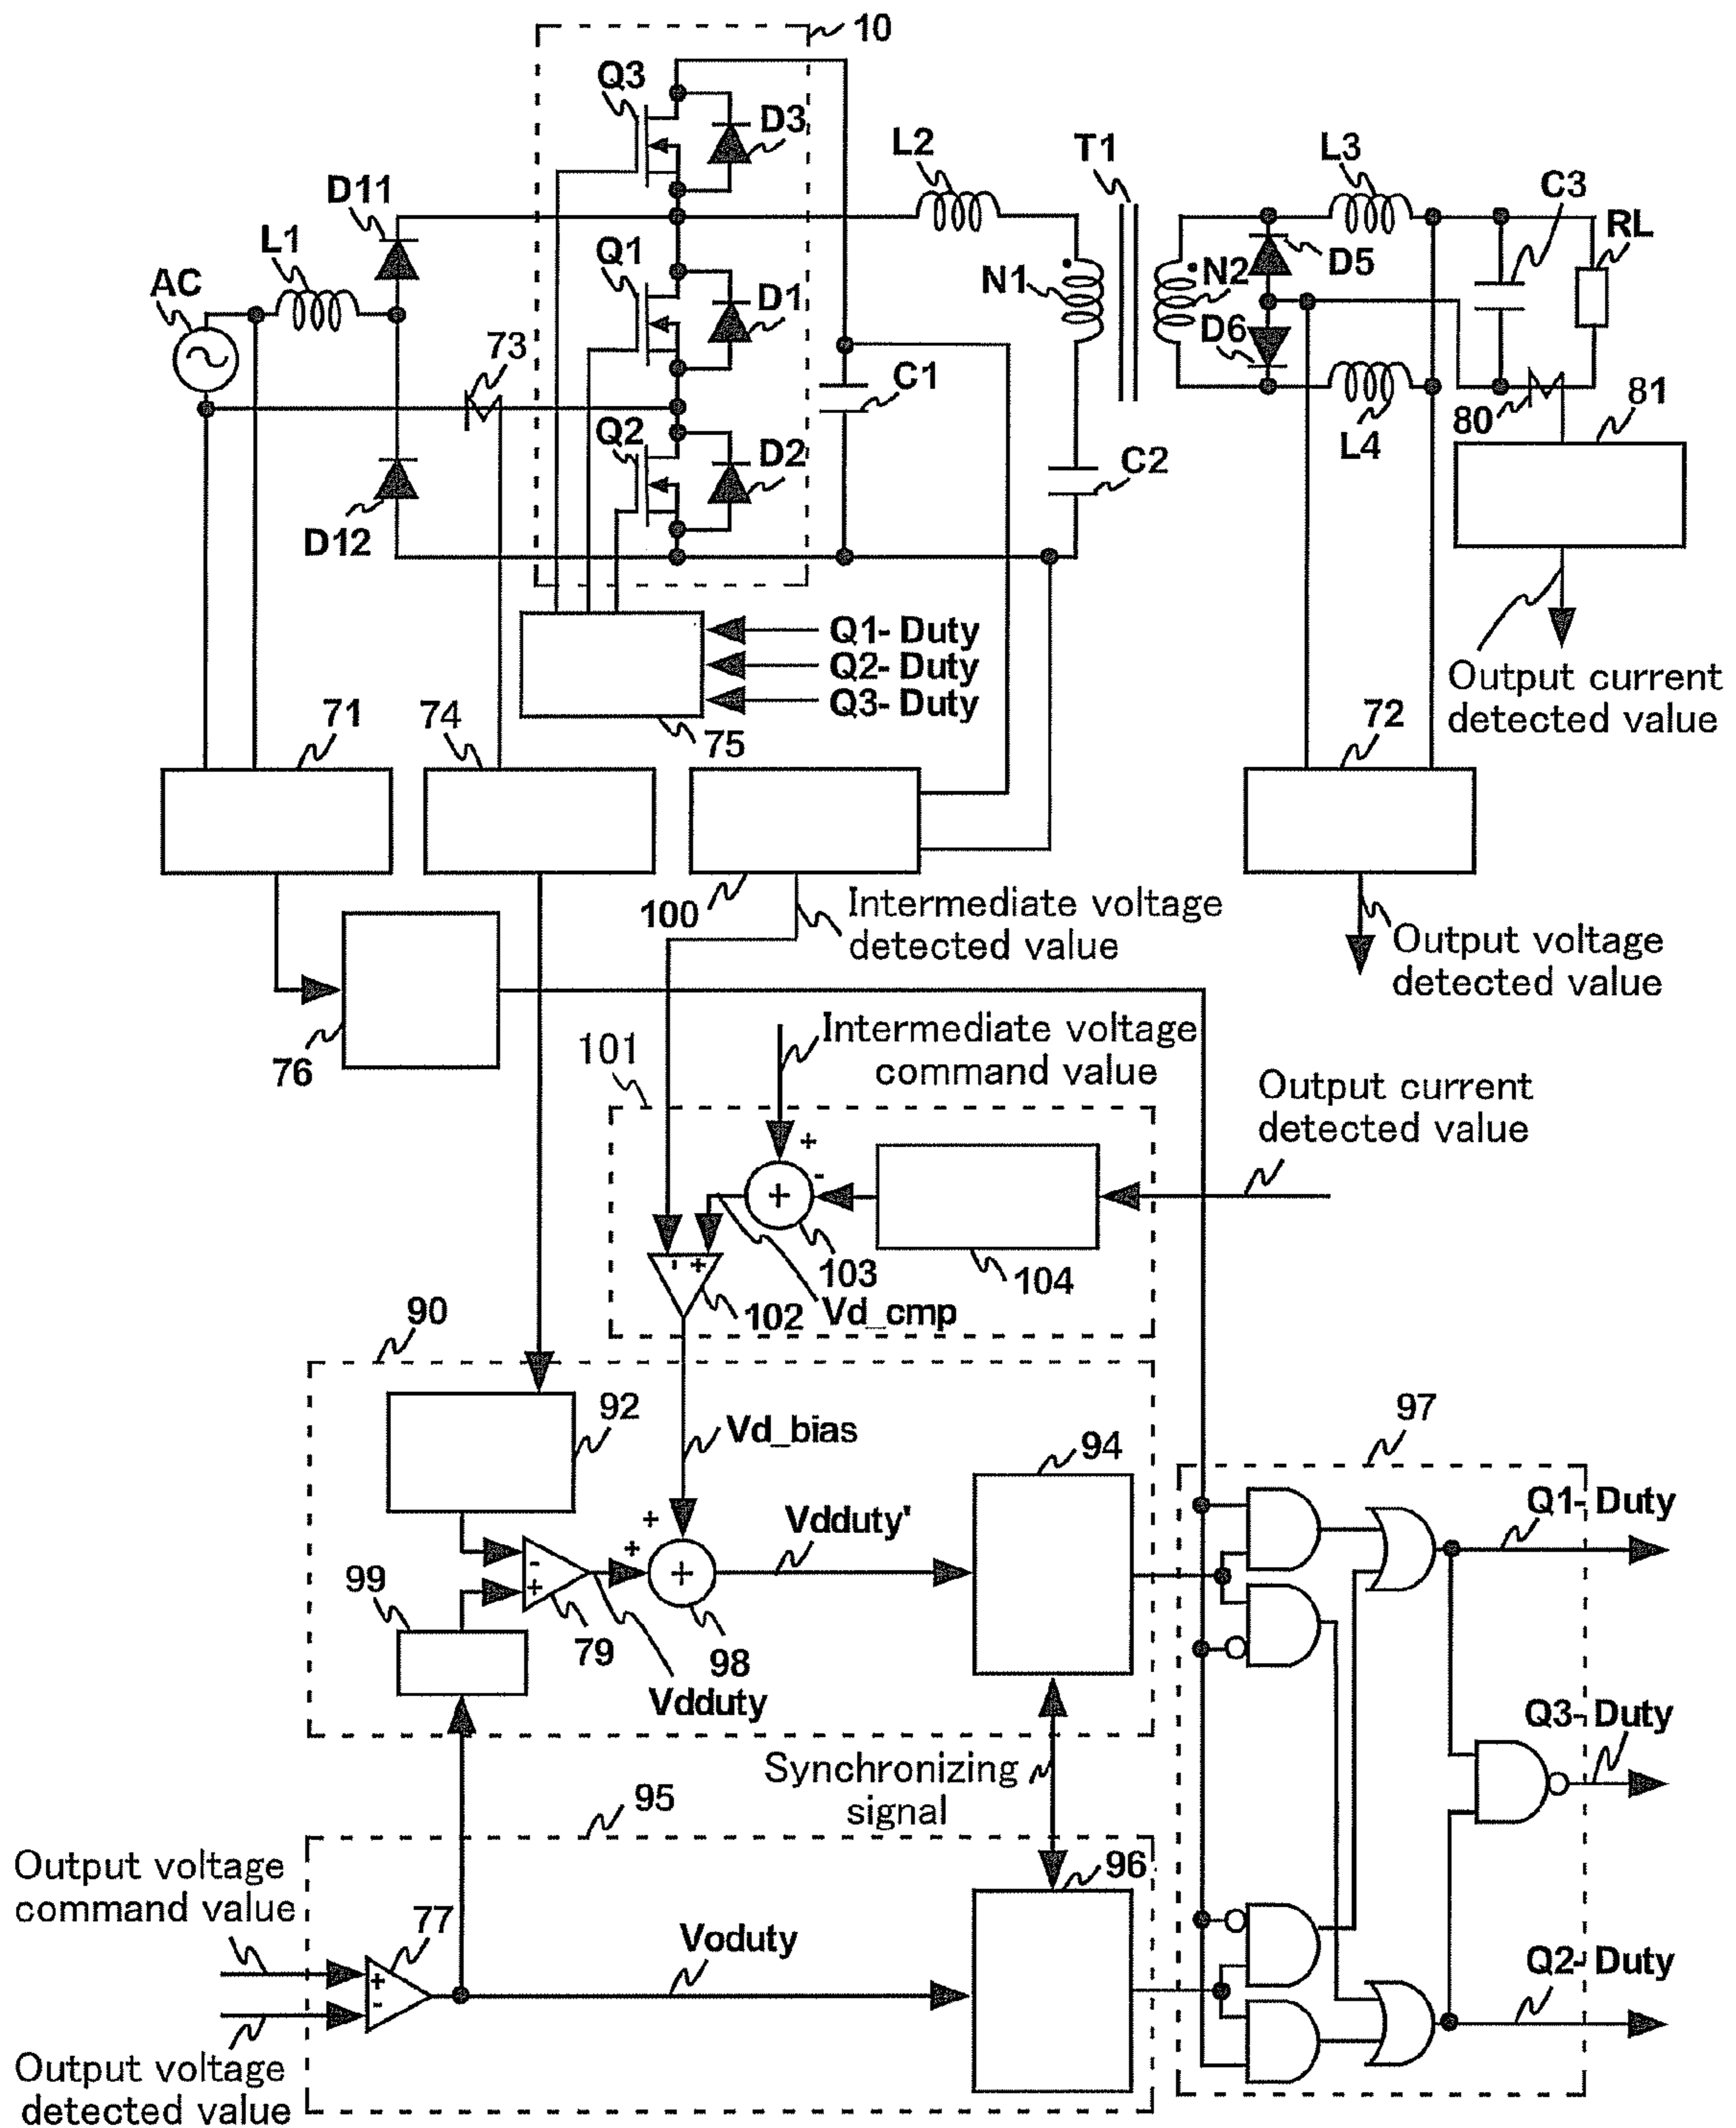 10
Q3
D3
L2
T1
L3
C3
RL
D11
L1
AC
Q1
D1
N1
N2
D5
D6
73
C1
Q2
D2
C2
80
81
L4
D12
Q1- Duty
Q2- Duty
Q3- Duty
75
Output current
detected value
71
74
72
100
Intermediate voltage
detected value
Output voltage
detected value
76
101
Intermediate voltage
command value
Output current
detected value
+
-
+
103
104
- +
102
Vd_cmp
90
92
Vd_bias
94
97
Q1- Duty
+
+
Vdduty'
99
-
+
+
79
98
Vdduty
Q3- Duty
Synchronizing
signal
95
96
Output voltage
command value
77
Voduty
+
-
Q2- Duty
Output voltage
detected value